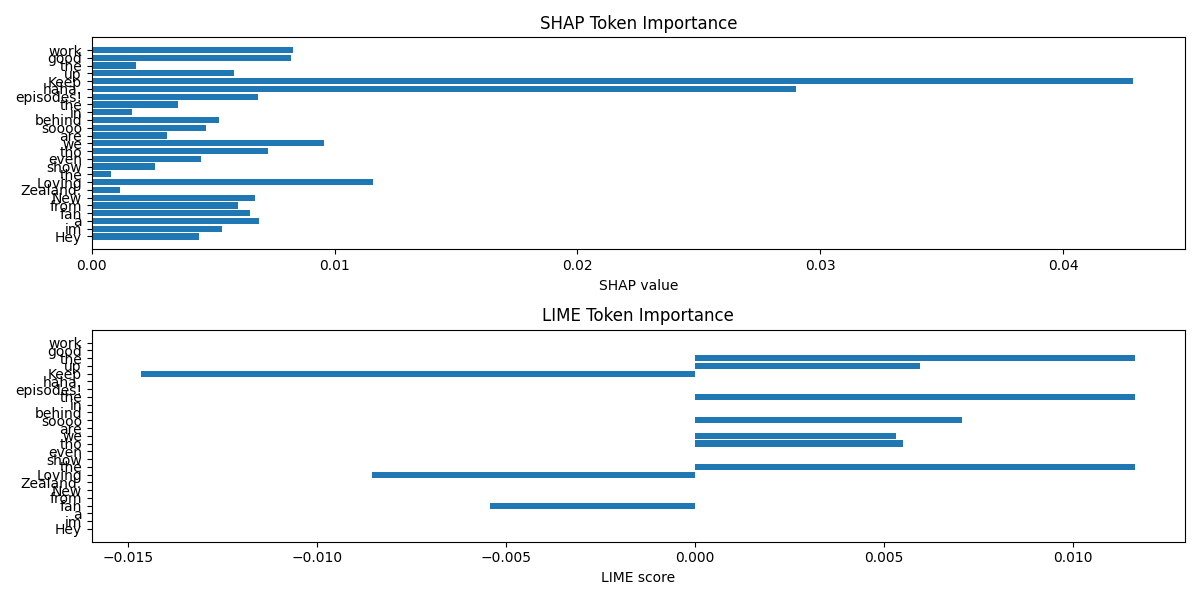 SHAP Token Importance
work
good
the
up
Keep
haha,
episodes!
the
in
behind
soooo
are
we
tho
even
show
the
Loving
Zealand.
New
from
fan
a
im
Hey
0.00 0.01 0.02 0.03 0.04
SHAP value
LIME Token Importance
work
good
the
up
Keep
haha,
episodes!
the
in
behind
soooo
are
we
tho
even
show
the
Loving
Zealand.
New
from
fan
a
im
Hey
−0.015 −0.010 −0.005 0.000 0.005 0.010
LIME score